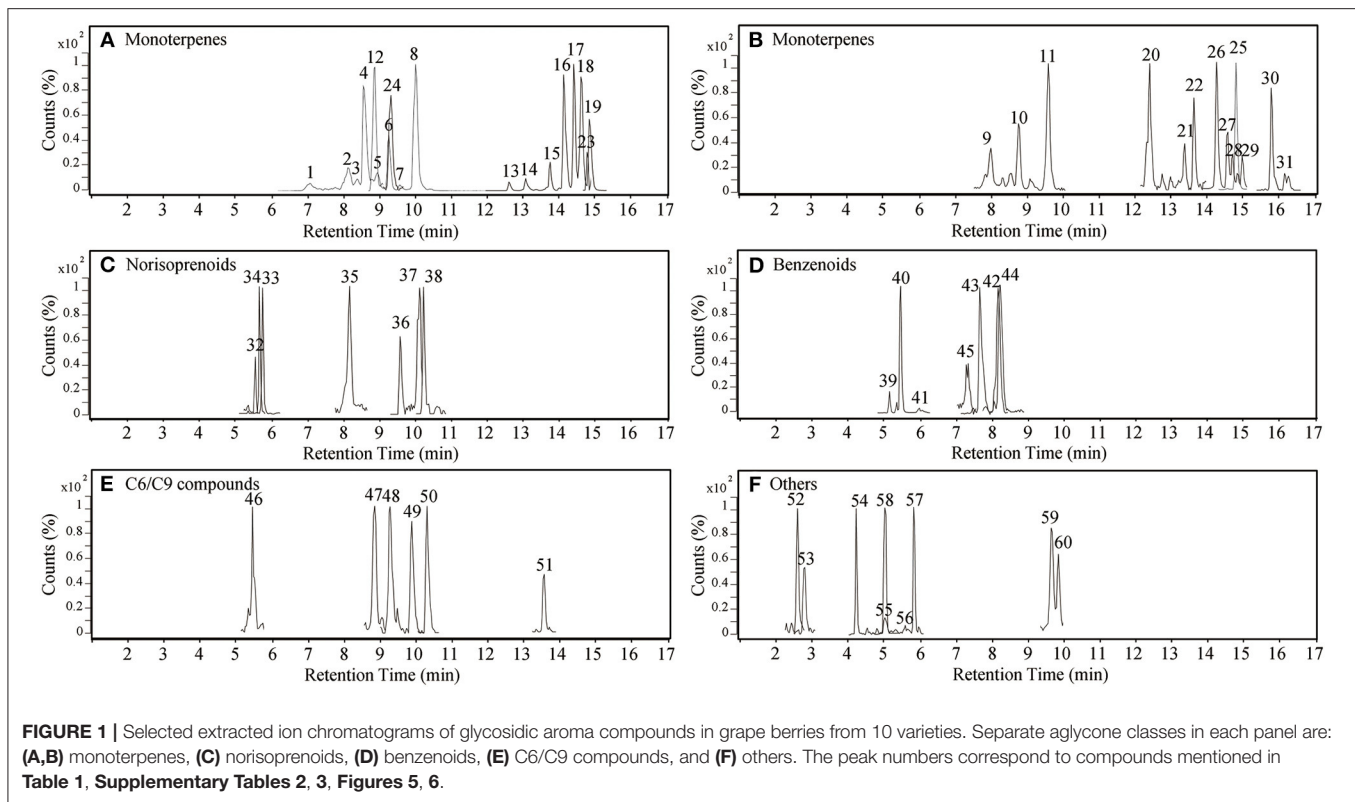 A Monoterpenes
x10²
Counts (%)
1
0.8
0.6
0.4
0.2
0
1 2 3 4 12 5 6 24 7 8 13 14 15 16 17 18 19 23
2 3 4 5 6 7 8 9 10 11 12 13 14 15 16 17
Retention Time (min)
B Monoterpenes
x10²
Counts (%)
1
0.8
0.6
0.4
0.2
0
9 10 11 20 21 22 26 27 25 28 29 30 31
2 3 4 5 6 7 8 9 10 11 12 13 14 15 16 17
Retention Time (min)
C Norisoprenoids
x10²
Counts (%)
1
0.8
0.6
0.4
0.2
0
32 34 33 35 36 37 38
2 3 4 5 6 7 8 9 10 11 12 13 14 15 16 17
Retention Time (min)
D Benzenoids
x10²
Counts (%)
1
0.8
0.6
0.4
0.2
0
39 40 41 45 43 42 44
2 3 4 5 6 7 8 9 10 11 12 13 14 15 16 17
Retention Time (min)
E C6/C9 compounds
x10²
Counts (%)
1
0.8
0.6
0.4
0.2
0
46 47 48 49 50 51
2 3 4 5 6 7 8 9 10 11 12 13 14 15 16 17
Retention Time (min)
F Others
x10²
Counts (%)
1
0.8
0.6
0.4
0.2
0
52 53 54 58 55 56 57 59 60
2 3 4 5 6 7 8 9 10 11 12 13 14 15 16 17
Retention Time (min)
FIGURE 1 | Selected extracted ion chromatograms of glycosidic aroma compounds in grape berries from 10 varieties. Separate aglycone classes in each panel are:
(A,B) monoterpenes, (C) norisoprenoids, (D) benzenoids, (E) C6/C9 compounds, and (F) others. The peak numbers correspond to compounds mentioned in
Table 1, Supplementary Tables 2, 3, Figures 5, 6.